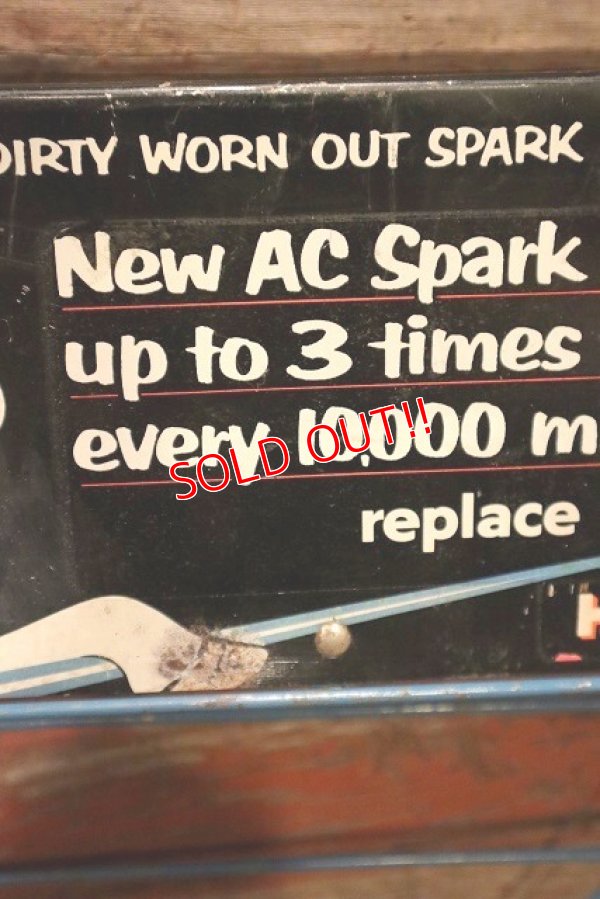 DIRTY WORN OUT SPARK
New AC Spark
up to 3 times
every 10,000 m
SOLD OUT!!
replace
H